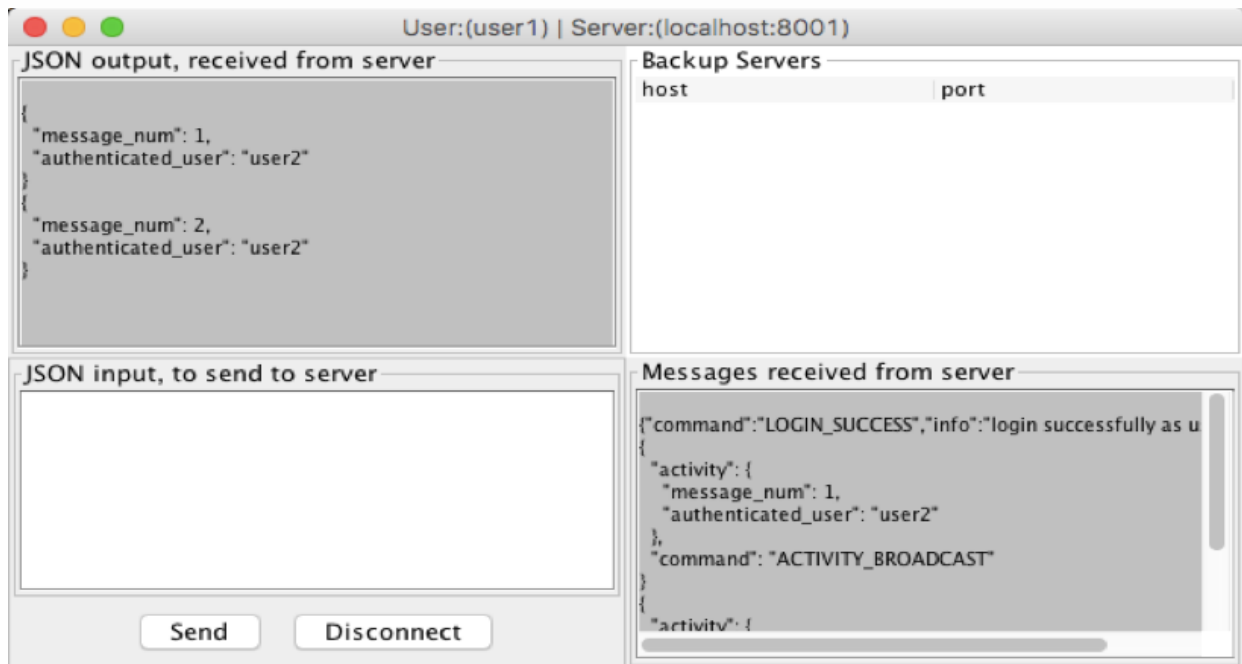 User:(user1) | Server:(localhost:8001)
JSON output, received from server
{
"message_num": 1,
"authenticated_user": "user2"
},
{
"message_num": 2,
"authenticated_user": "user2"
}
Backup Servers
host port
JSON input, to send to server
Send Disconnect
Messages received from server
{"command":"LOGIN_SUCCESS","info":"login successfully as u
{
"activity": {
"message_num": 1,
"authenticated_user": "user2"
},
"command": "ACTIVITY_BROADCAST"
}
{
"activity": {